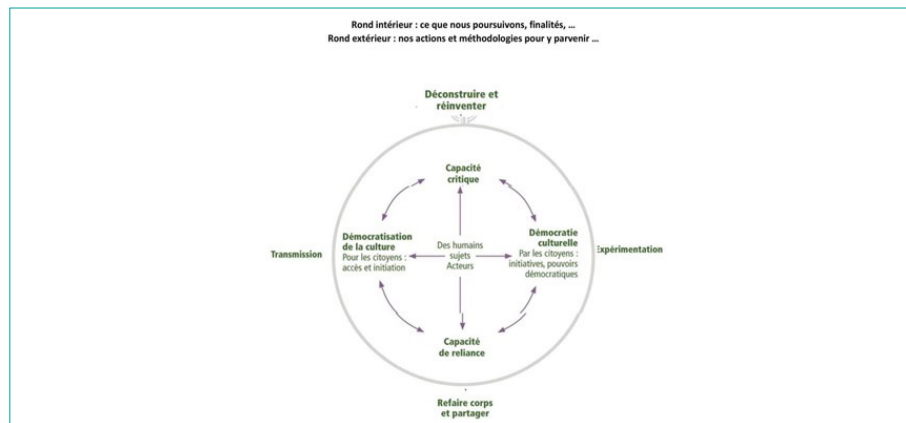 Rond intérieur : ce que nous poursuivons, finalités, ...
Rond extérieur : nos actions et méthodologies pour y parvenir ...
Déconstruire et
réinventer
Capacité
critique
Démocratisation
de la culture
Pour les citoyens :
accès et initiation
Des humains
sujets
Acteurs
Démocratie
culturelle
Par les citoyens :
initiatives, pouvoirs
démocratiques
Transmission
Expérimentation
Capacité
de reliance
Refaire corps
et partager